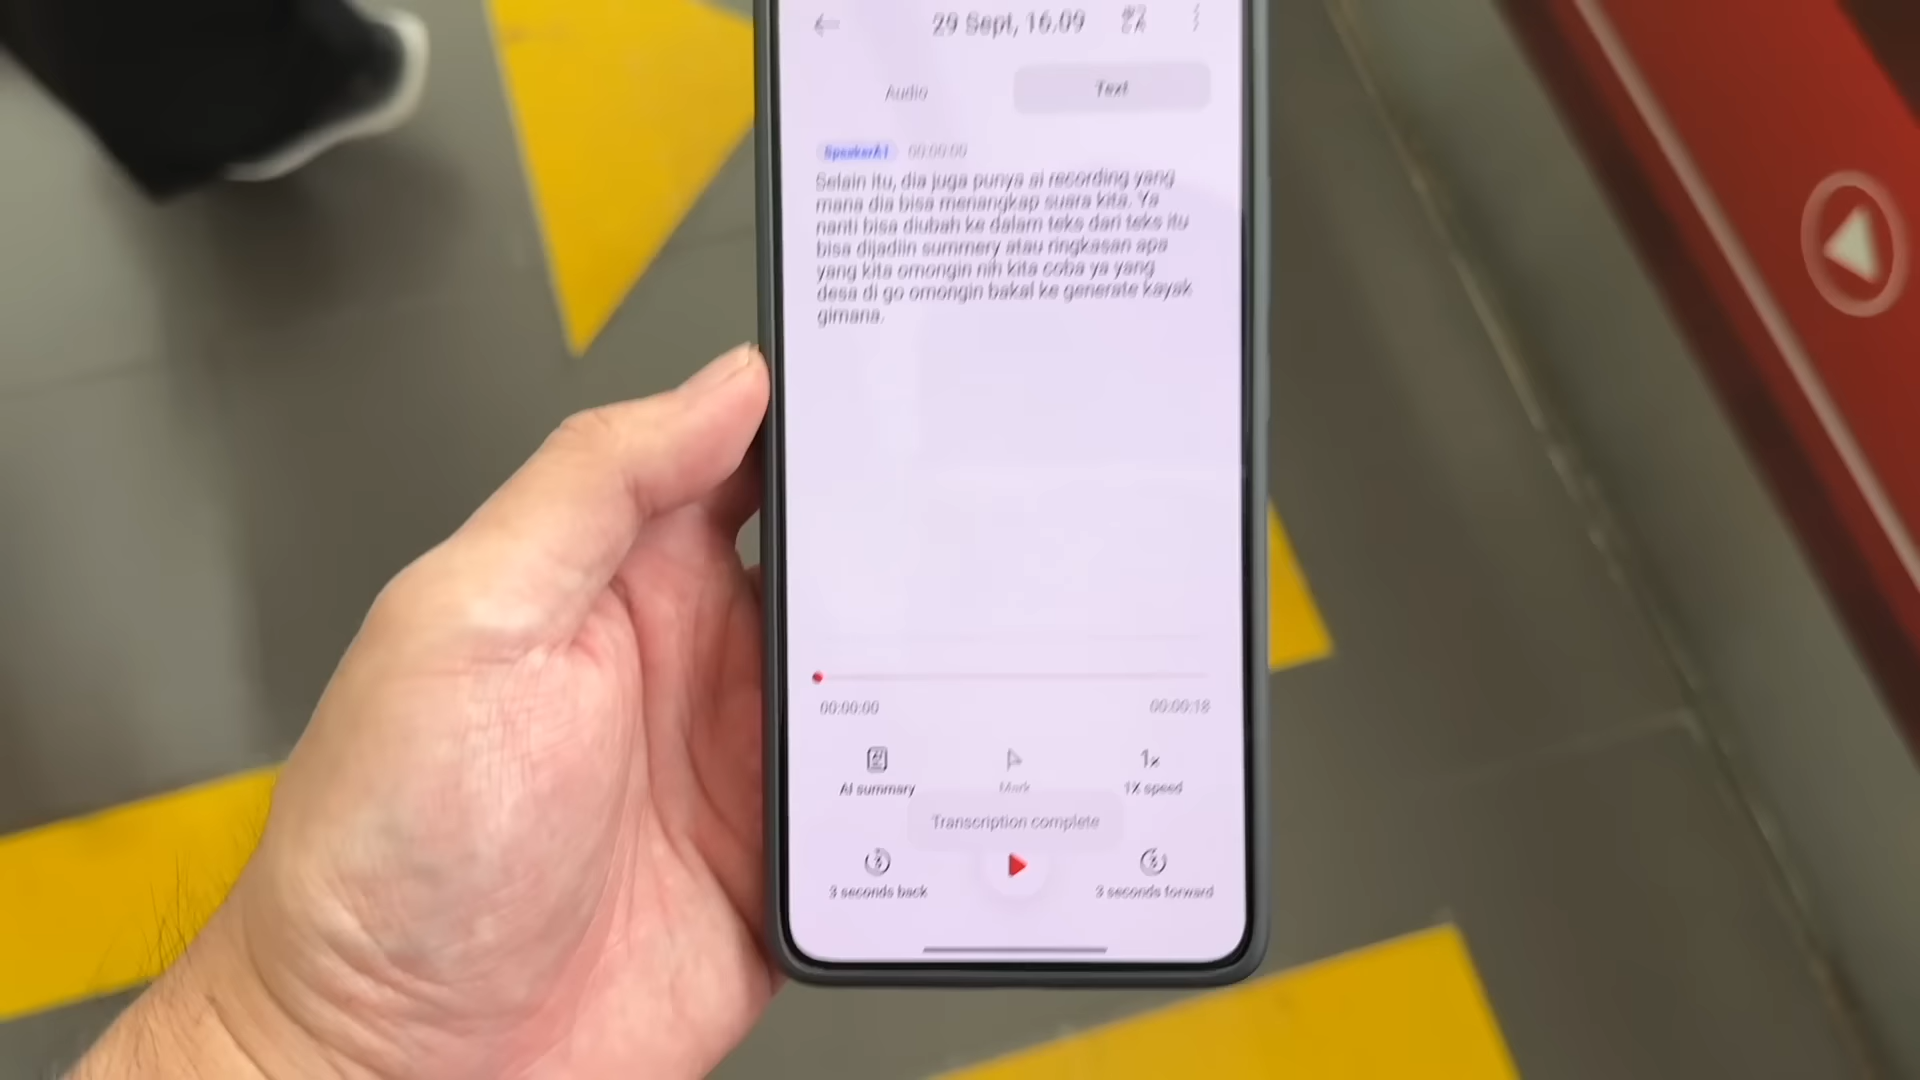 29 Sept, 16.09
Audio
Text
Speaker1 00:00:00
Selain itu, dia juga punya ai recording yang
mana dia bisa menangkap suara kita. Ya
nanti bisa diubah ke dalam teks dari teks itu
bisa dijadiin summery atau ringkasan apa
yang kita omongin nih kita coba ya yang
desa di go omongin bakal ke generate kayak
gimana.
00:00:00
00:00:18
1x
AI summary
Mark
1X speed
Transcription complete
3 seconds back
3 seconds forward